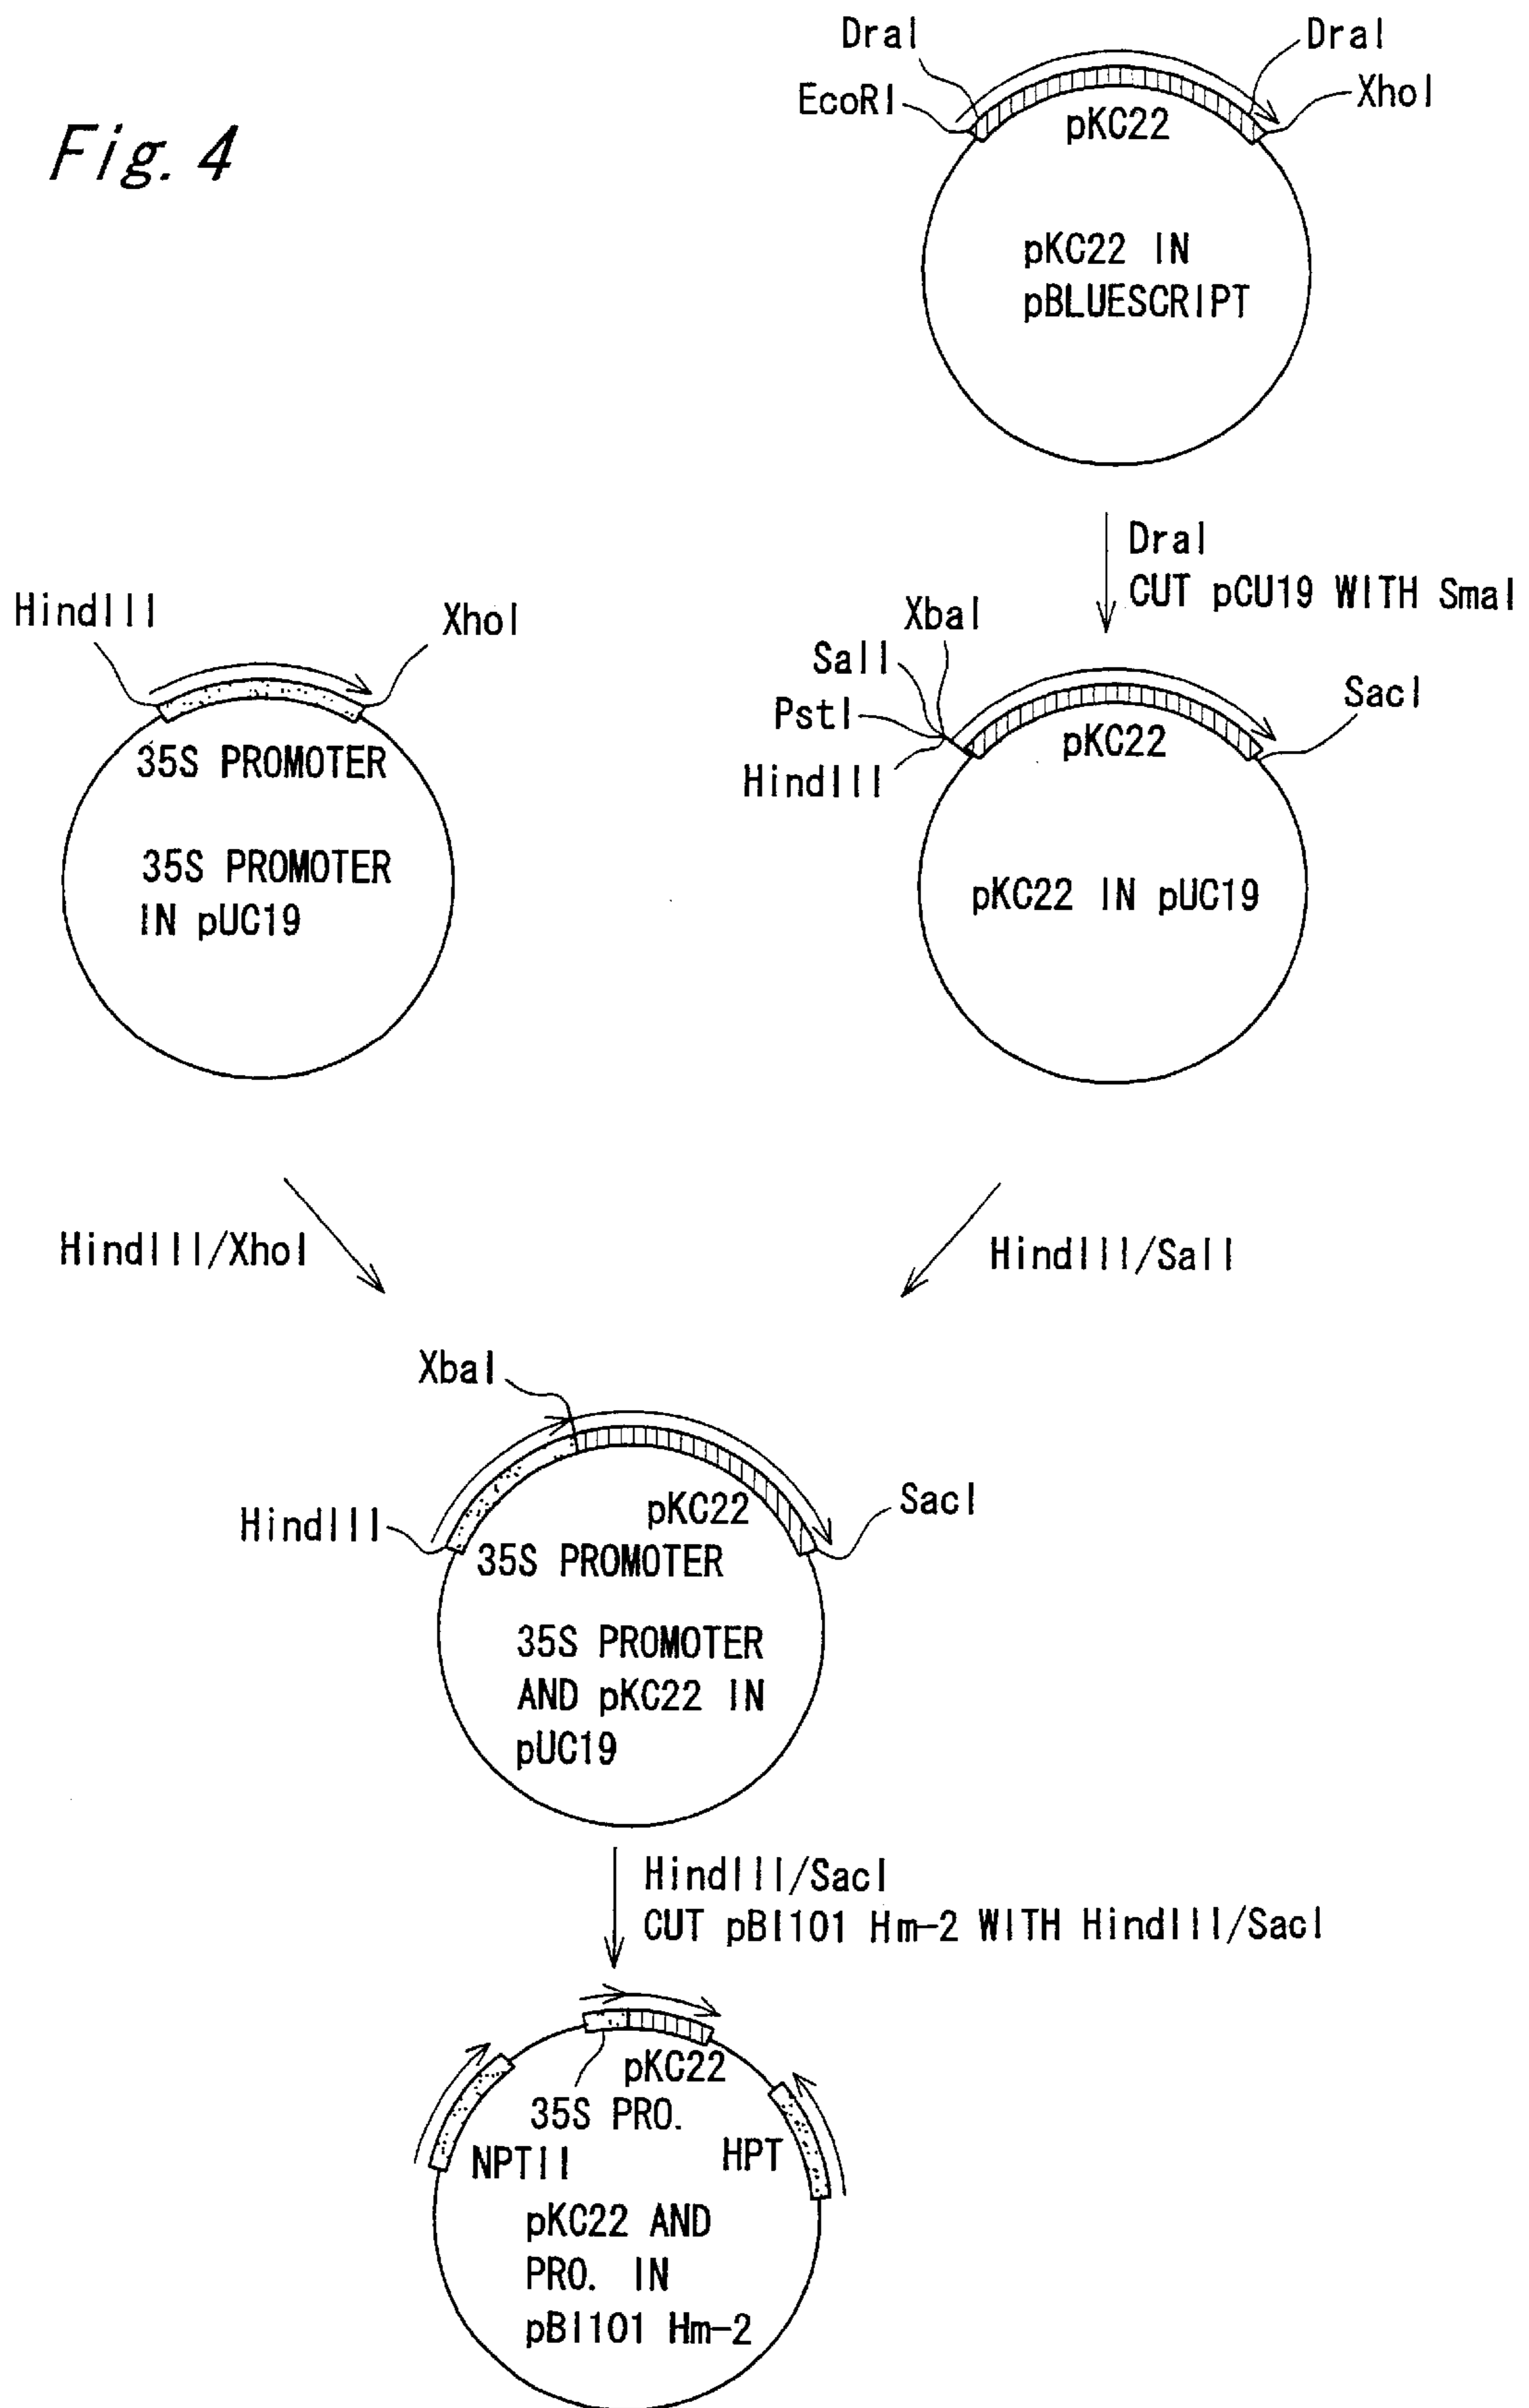 Fig. 4
DraI
DraI
EcoRI
XhoI
pKC22
pKC22 IN
pBLUESCRIPT
DraI
CUT pCU19 WITH SmaI
HindIII
XhoI
35S PROMOTER
35S PROMOTER
IN pUC19
XbaI
SalI
PstI
HindIII
SacI
pKC22
pKC22 IN pUC19
HindIII/XhoI
HindIII/SalI
XbaI
HindIII
SacI
pKC22
35S PROMOTER
35S PROMOTER
AND pKC22 IN
pUC19
HindIII/SacI
CUT pBI101 Hm-2 WITH HindIII/SacI
pKC22
35S PRO.
NPTII
HPT
pKC22 AND
PRO. IN
pBI101 Hm-2